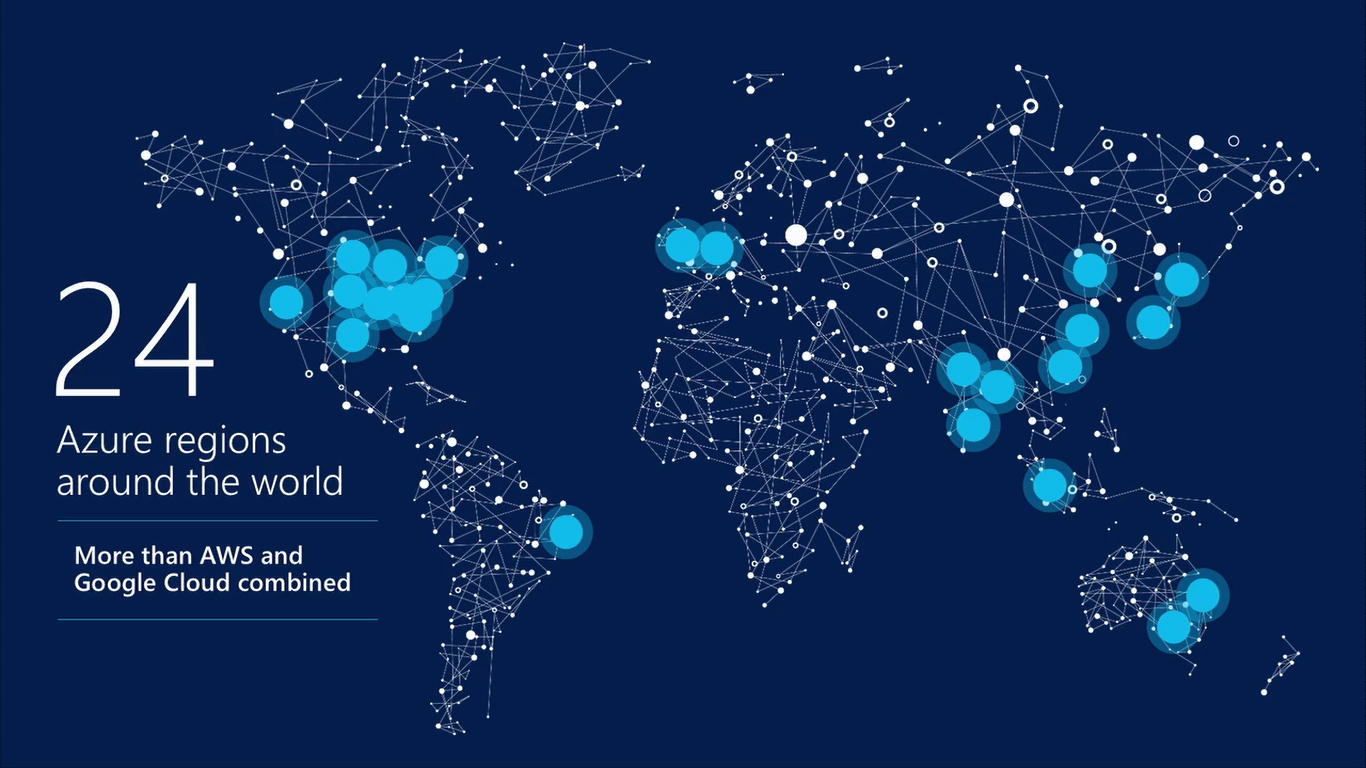 24
Azure regions
around the world
More than AWS and
Google Cloud combined